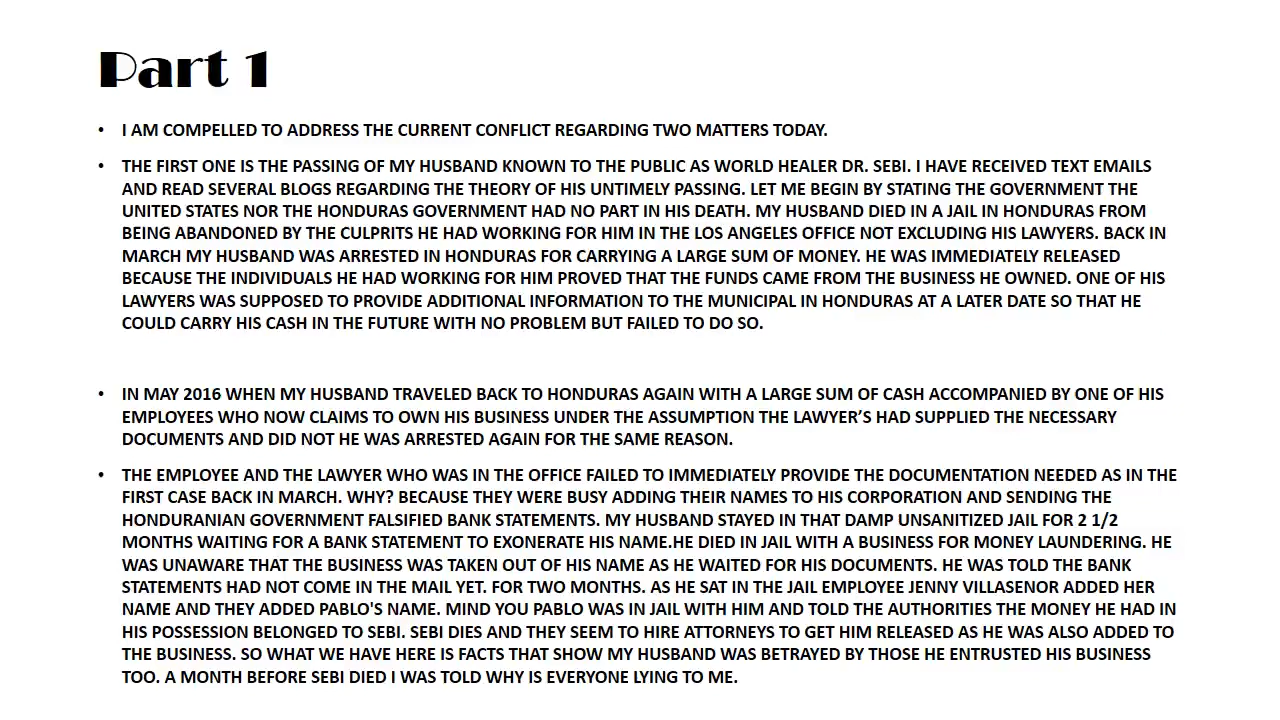 Part 1
• I AM COMPELLED TO ADDRESS THE CURRENT CONFLICT REGARDING TWO MATTERS TODAY.
• THE FIRST ONE IS THE PASSING OF MY HUSBAND KNOWN TO THE PUBLIC AS WORLD HEALER DR. SEBI. I HAVE RECEIVED TEXT EMAILS
AND READ SEVERAL BLOGS REGARDING THE THEORY OF HIS UNTIMELY PASSING. LET ME BEGIN BY STATING THE GOVERNMENT THE
UNITED STATES NOR THE HONDURAS GOVERNMENT HAD NO PART IN HIS DEATH. MY HUSBAND DIED IN A JAIL IN HONDURAS FROM
BEING ABANDONED BY THE CULPRITS HE HAD WORKING FOR HIM IN THE LOS ANGELES OFFICE NOT EXCLUDING HIS LAWYERS. BACK IN
MARCH MY HUSBAND WAS ARRESTED IN HONDURAS FOR CARRYING A LARGE SUM OF MONEY. HE WAS IMMEDIATELY RELEASED
BECAUSE THE INDIVIDUALS HE HAD WORKING FOR HIM PROVED THAT THE FUNDS CAME FROM THE BUSINESS HE OWNED. ONE OF HIS
LAWYERS WAS SUPPOSED TO PROVIDE ADDITIONAL INFORMATION TO THE MUNICIPAL IN HONDURAS AT A LATER DATE SO THAT HE
COULD CARRY HIS CASH IN THE FUTURE WITH NO PROBLEM BUT FAILED TO DO SO.
• IN MAY 2016 WHEN MY HUSBAND TRAVELED BACK TO HONDURAS AGAIN WITH A LARGE SUM OF CASH ACCOMPANIED BY ONE OF HIS
EMPLOYEES WHO NOW CLAIMS TO OWN HIS BUSINESS UNDER THE ASSUMPTION THE LAWYER’S HAD SUPPLIED THE NECESSARY
DOCUMENTS AND DID NOT HE WAS ARRESTED AGAIN FOR THE SAME REASON.
• THE EMPLOYEE AND THE LAWYER WHO WAS IN THE OFFICE FAILED TO IMMEDIATELY PROVIDE THE DOCUMENTATION NEEDED AS IN THE
FIRST CASE BACK IN MARCH. WHY? BECAUSE THEY WERE BUSY ADDING THEIR NAMES TO HIS CORPORATION AND SENDING THE
HONDURANIAN GOVERNMENT FALSIFIED BANK STATEMENTS. MY HUSBAND STAYED IN THAT DAMP UNSANITIZED JAIL FOR 2 1/2
MONTHS WAITING FOR A BANK STATEMENT TO EXONERATE HIS NAME.HE DIED IN JAIL WITH A BUSINESS FOR MONEY LAUNDERING. HE
WAS UNAWARE THAT THE BUSINESS WAS TAKEN OUT OF HIS NAME AS HE WAITED FOR HIS DOCUMENTS. HE WAS TOLD THE BANK
STATEMENTS HAD NOT COME IN THE MAIL YET. FOR TWO MONTHS. AS HE SAT IN THE JAIL EMPLOYEE JENNY VILLASENOR ADDED HER
NAME AND THEY ADDED PABLO'S NAME. MIND YOU PABLO WAS IN JAIL WITH HIM AND TOLD THE AUTHORITIES THE MONEY HE HAD IN
HIS POSSESSION BELONGED TO SEBI. SEBI DIES AND THEY SEEM TO HIRE ATTORNEYS TO GET HIM RELEASED AS HE WAS ALSO ADDED TO
THE BUSINESS. SO WHAT WE HAVE HERE IS FACTS THAT SHOW MY HUSBAND WAS BETRAYED BY THOSE HE ENTRUSTED HIS BUSINESS
TOO. A MONTH BEFORE SEBI DIED I WAS TOLD WHY IS EVERYONE LYING TO ME.